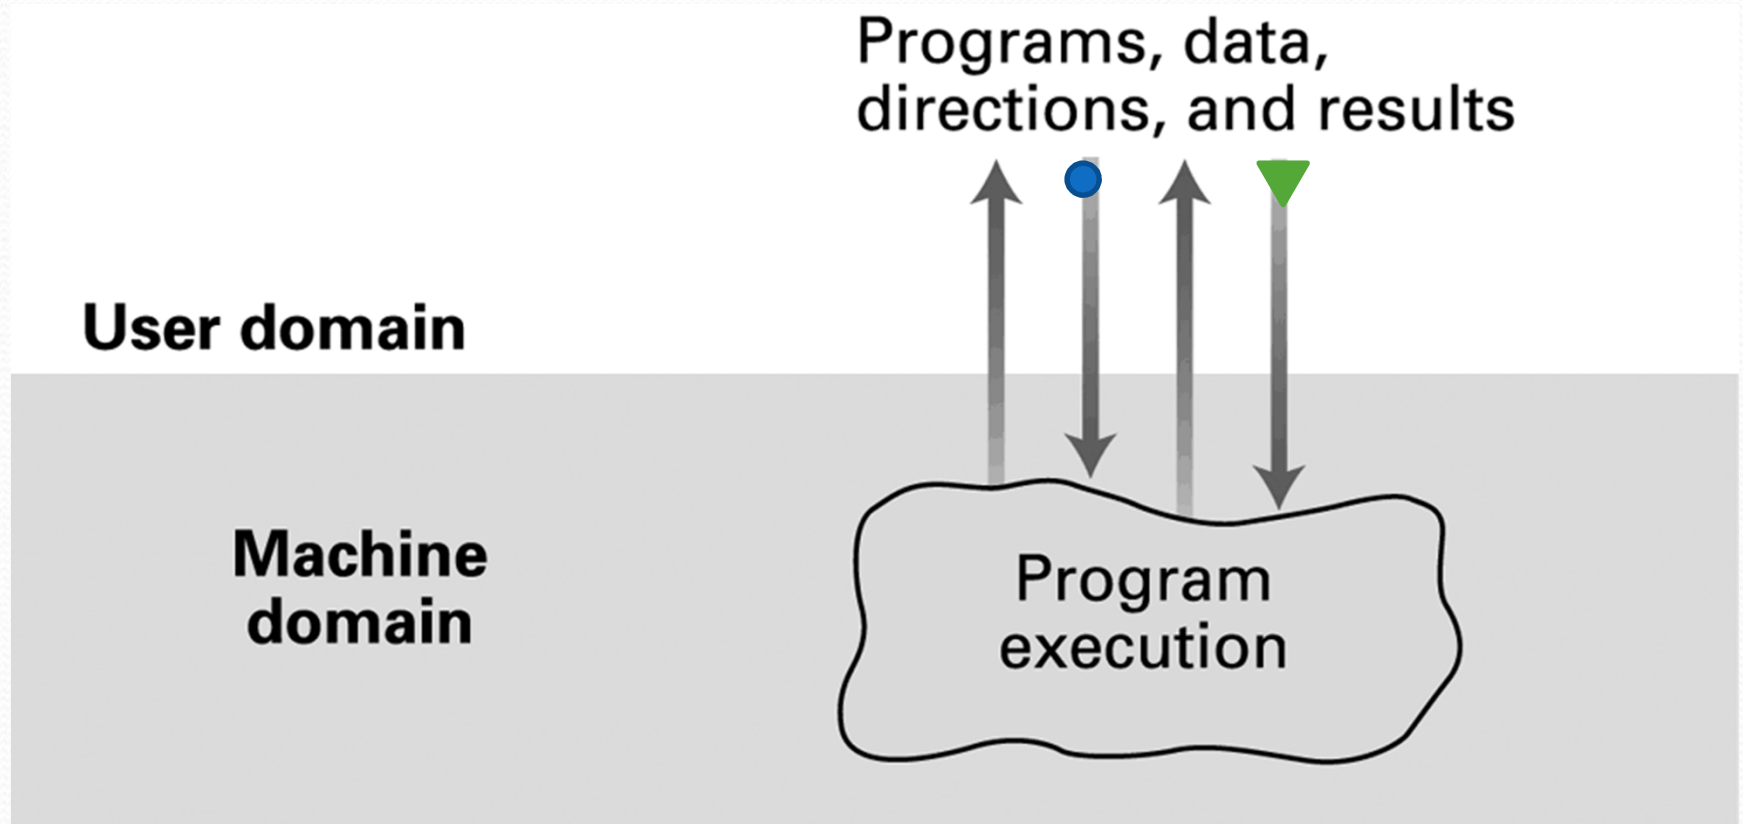 Programs, data,
directions, and results
User domain
Machine
domain
Program
execution